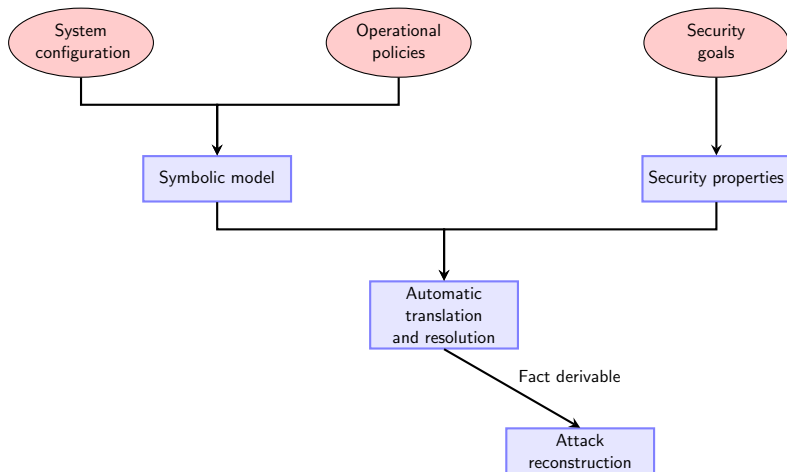 System
configuration
Operational
policies
Security
goals
Symbolic model
Security properties
Automatic
translation
and resolution
Fact derivable
Attack
reconstruction